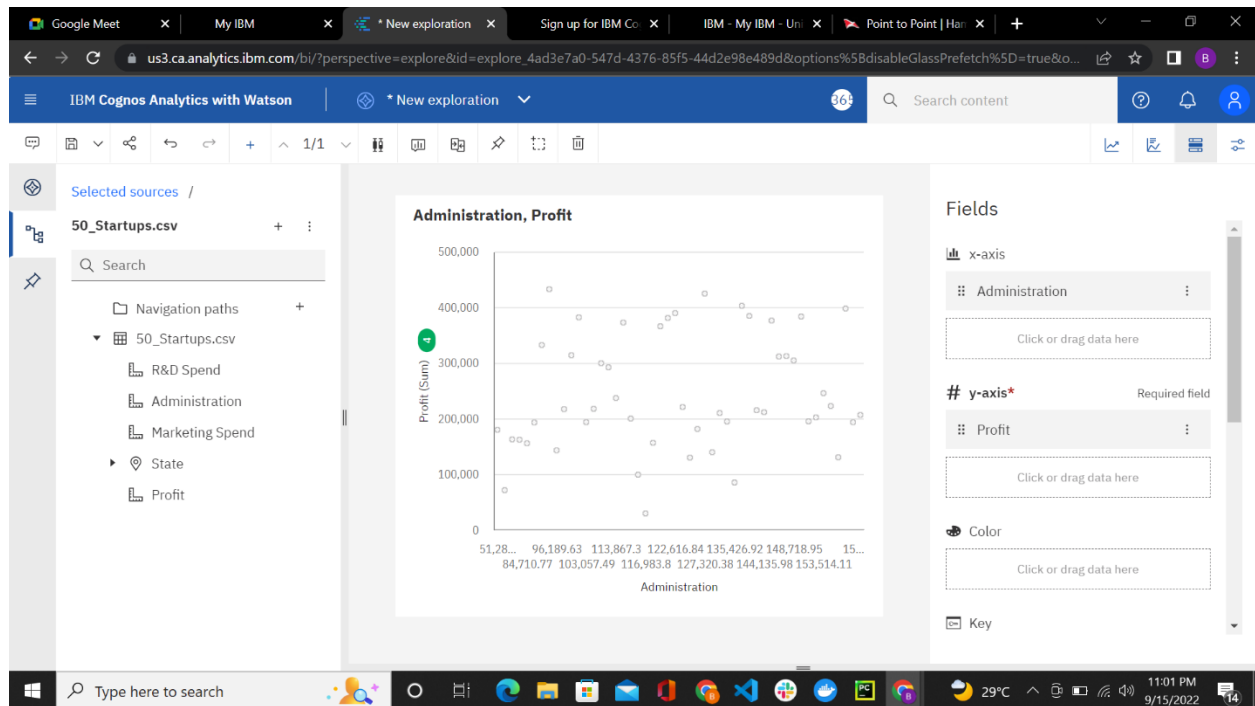 Google Meet
My IBM
* New exploration
Sign up for IBM Co
IBM - My IBM - Uni
Point to Point | Han
us3.ca.analytics.ibm.com/bi/?perspective=explore&id=explore_4ad3e7a0-547d-4376-85f5-44d2e98e489d&options%5BdisableGlassPrefetch%5D=true&o...
B
IBM Cognos Analytics with Watson
* New exploration
365
Search content
1/1
Selected sources /
50_Startups.csv
Search
Navigation paths
50_Startups.csv
R&D Spend
Administration
Marketing Spend
State
Profit
Administration, Profit
500,000
400,000
300,000
200,000
100,000
0
Profit (Sum)
4
51,28... 96,189.63 113,867.3 122,616.84 135,426.92 148,718.95 15...
84,710.77 103,057.49 116,983.8 127,320.38 144,135.98 153,514.11
Administration
Fields
x-axis
Administration
Click or drag data here
# y-axis* Required field
Profit
Click or drag data here
Color
Click or drag data here
Key
Type here to search
PC
B
29°C
11:01 PM
9/15/2022
14